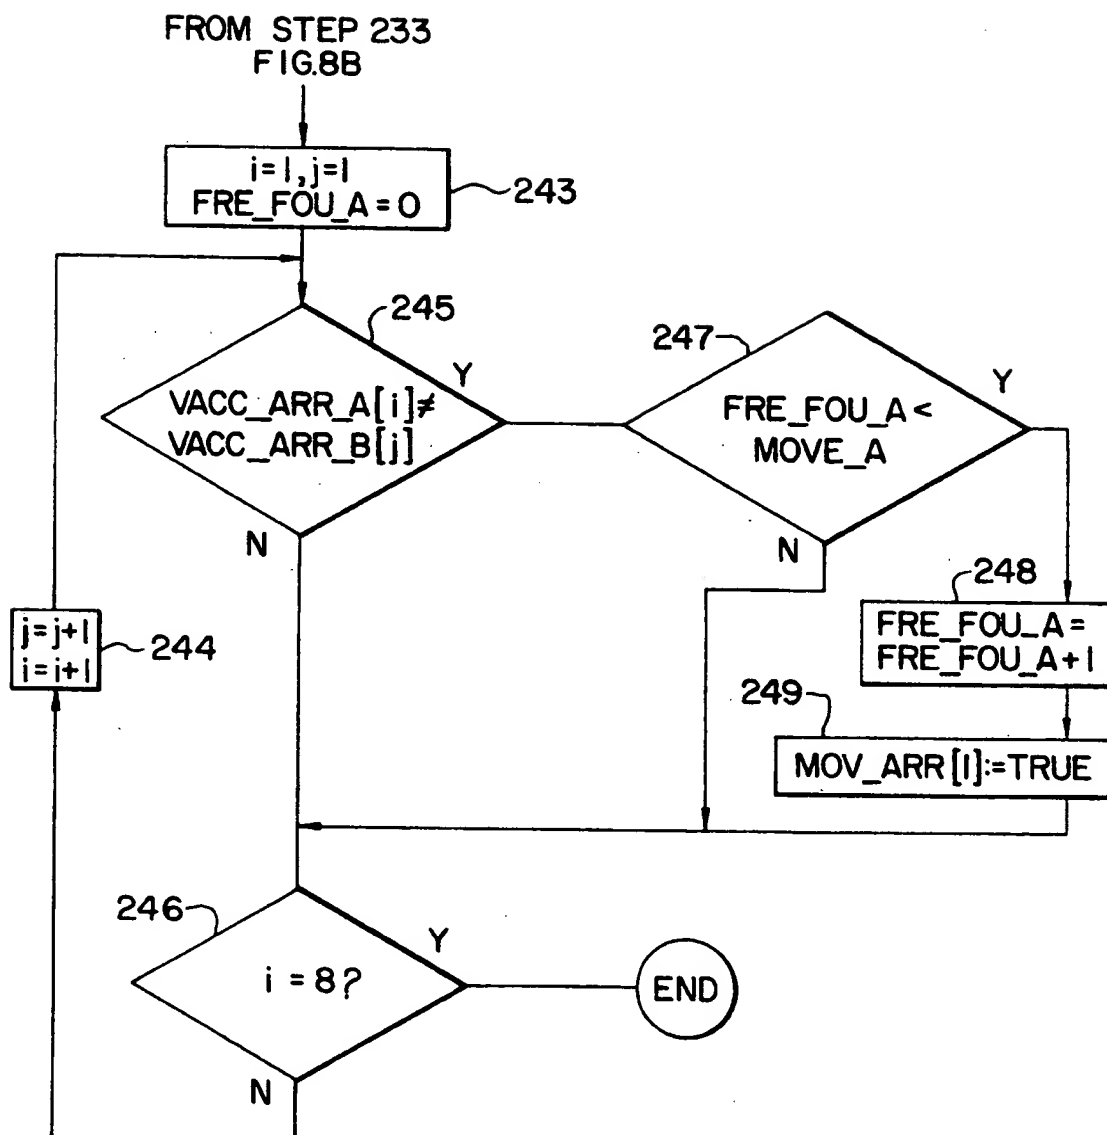 FROM STEP 233
FIG.8B
i=1, j=1
FRE_FOU_A=0
243
245
VACC_ARR_A[i]≠
VACC_ARR_B[j]
Y
N
247
FRE_FOU_A<
MOVE_A
Y
N
248
FRE_FOU_A=
FRE_FOU_A+1
249
MOV_ARR[1]:=TRUE
j=j+1
i=i+1
244
246
i=8?
Y
END
N